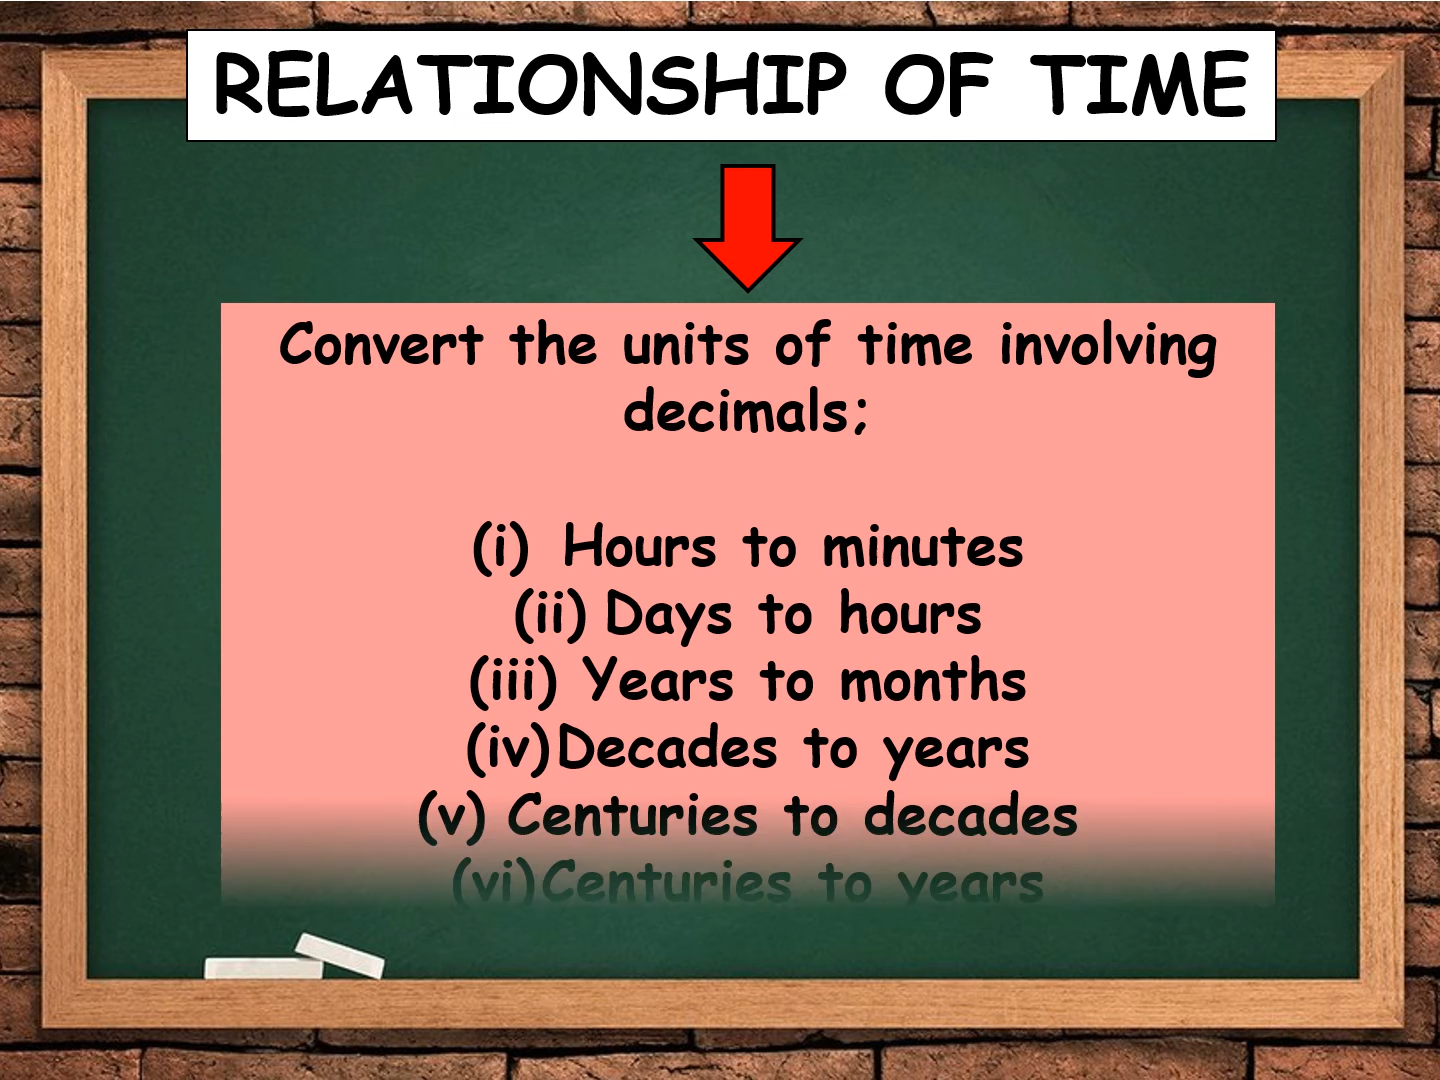 RELATIONSHIP OF TIME
Convert the units of time involving
decimals;
(i) Hours to minutes
(ii) Days to hours
(iii) Years to months
(iv)Decades to years
(v) Centuries to decades
(vi)Centuries to years